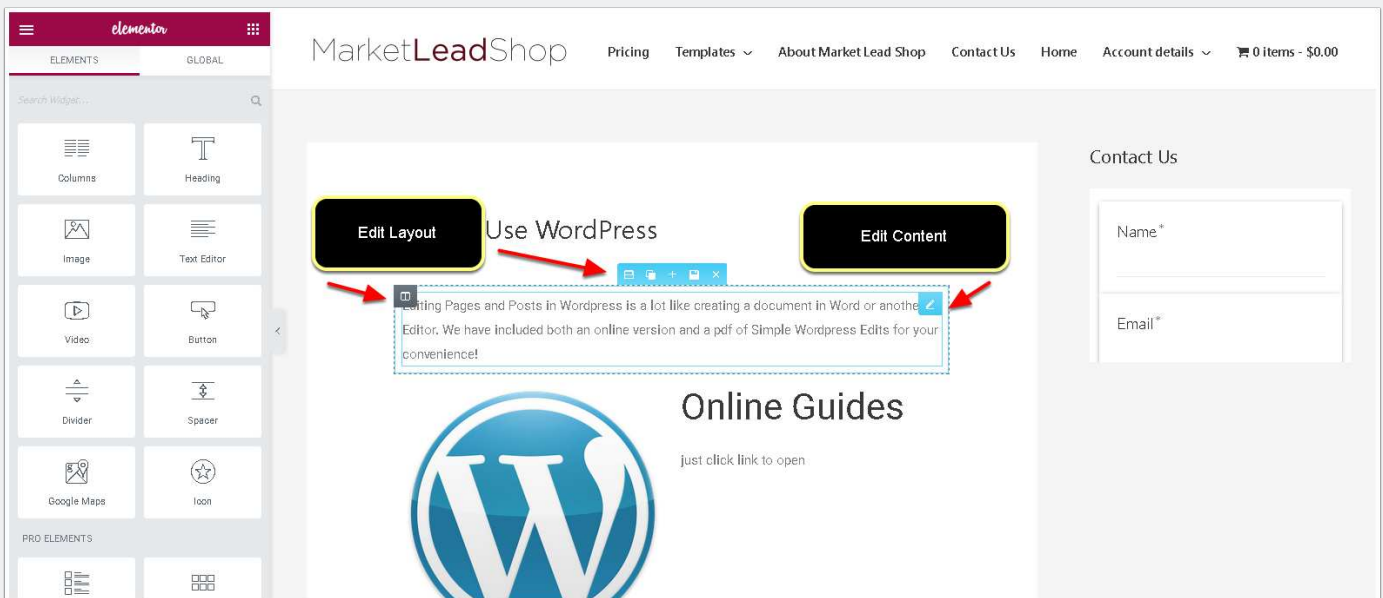 elementor
ELEMENTS
GLOBAL
Search Widget...
Columns
Heading
Image
Text Editor
Video
Button
Divider
Spacer
Google Maps
Icon
PRO ELEMENTS
MarketLeadShop
Pricing
Templates
About Market Lead Shop
Contact Us
Home
Account details
0 items - $0.00
Edit Layout
Use WordPress
Edit Content
Editing Pages and Posts in Wordpress is a lot like creating a document in Word or another
Editor. We have included both an online version and a pdf of Simple Wordpress Edits for your
convenience!
Online Guides
just click link to open
W
Contact Us
Name*
Email*